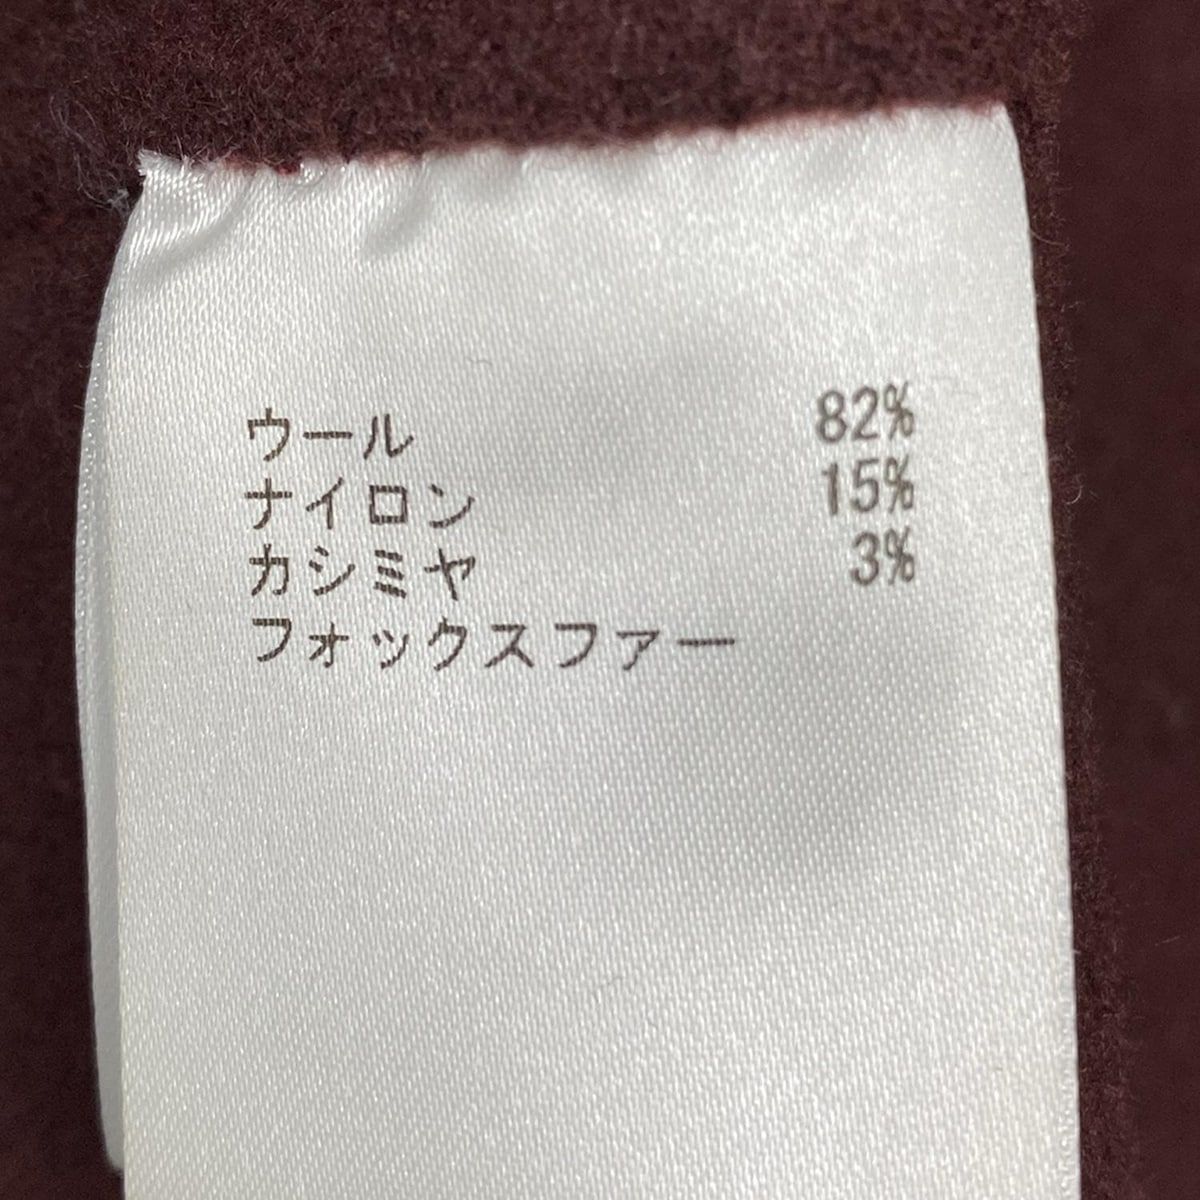 ウール 82%
ナイロン 15%
カシミヤ 3%
フォックスファー